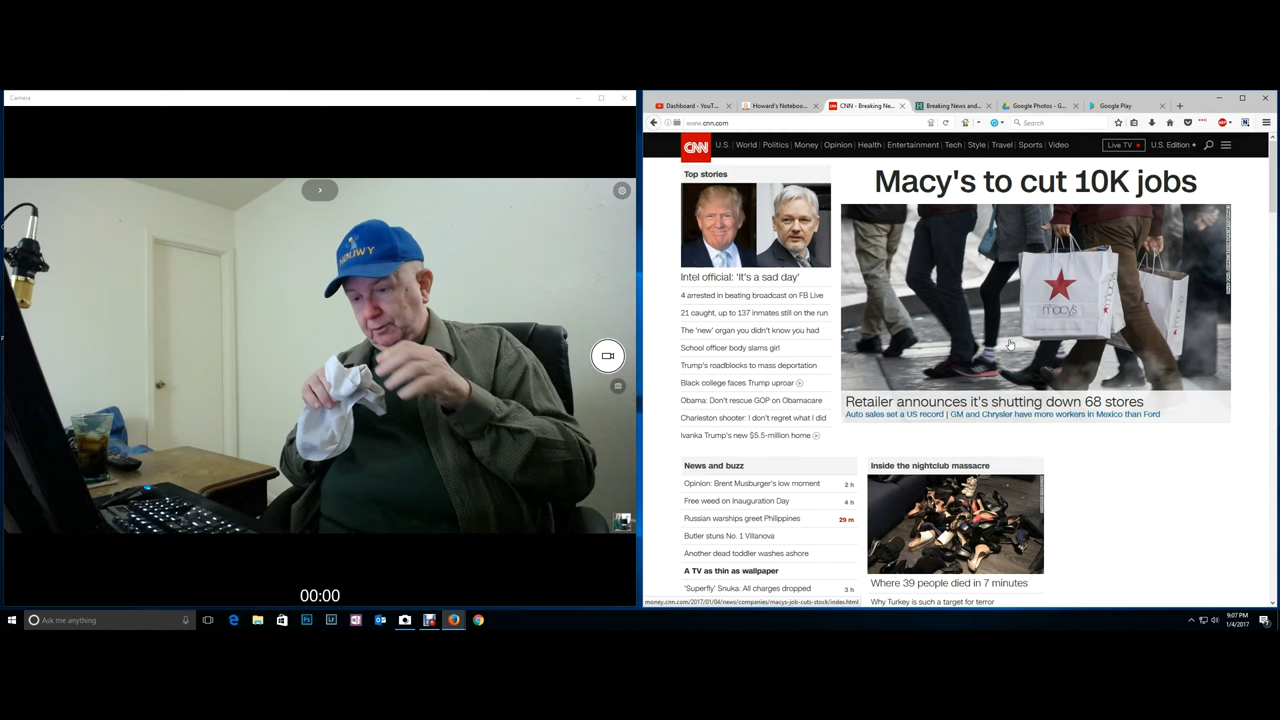 Camera
00:00
Dashboard - YouT...
Howard's Noteboo...
CNN - Breaking Ne...
Breaking News and...
Google Photos - G...
Google Play
www.cnn.com
Search
CNN
U.S.
World
Politics
Money
Opinion
Health
Entertainment
Tech
Style
Travel
Sports
Video
Live TV
U.S. Edition
Top stories
Intel official: 'It's a sad day'
4 arrested in beating broadcast on FB Live
21 caught, up to 137 inmates still on the run
The 'new' organ you didn't know you had
School officer body slams girl
Trump's roadblocks to mass deportation
Black college faces Trump uproar
Obama: Don't rescue GOP on Obamacare
Charleston shooter: I don't regret what I did
Ivanka Trump's new $5.5-million home
Macy's to cut 10K jobs
macy's
Retailer announces it's shutting down 68 stores
Auto sales set a US record | GM and Chrysler have more workers in Mexico than Ford
News and buzz
Opinion: Brent Musburger's low moment 2 h
Free weed on Inauguration Day 4 h
Russian warships greet Philippines 29 m
Butler stuns No. 1 Villanova
Another dead toddler washes ashore
A TV as thin as wallpaper
'Superfly' Snuka: All charges dropped 3 h
Inside the nightclub massacre
Where 39 people died in 7 minutes
Why Turkey is such a target for terror
money.cnn.com/2017/01/04/news/companies/macys-job-cuts-stock/index.html
Ask me anything
9:07 PM
1/4/2017